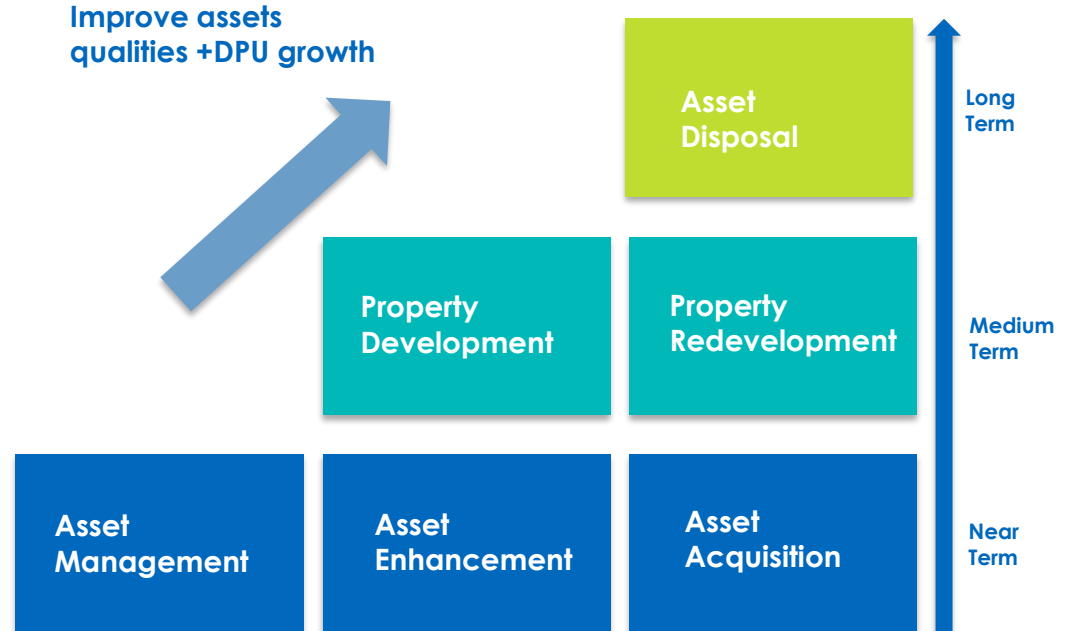 Improve assets
qualities +DPU growth
Asset
Disposal
Long
Term
Property
Development
Property
Redevelopment
Medium
Term
Asset
Management
Asset
Enhancement
Asset
Acquisition
Near
Term